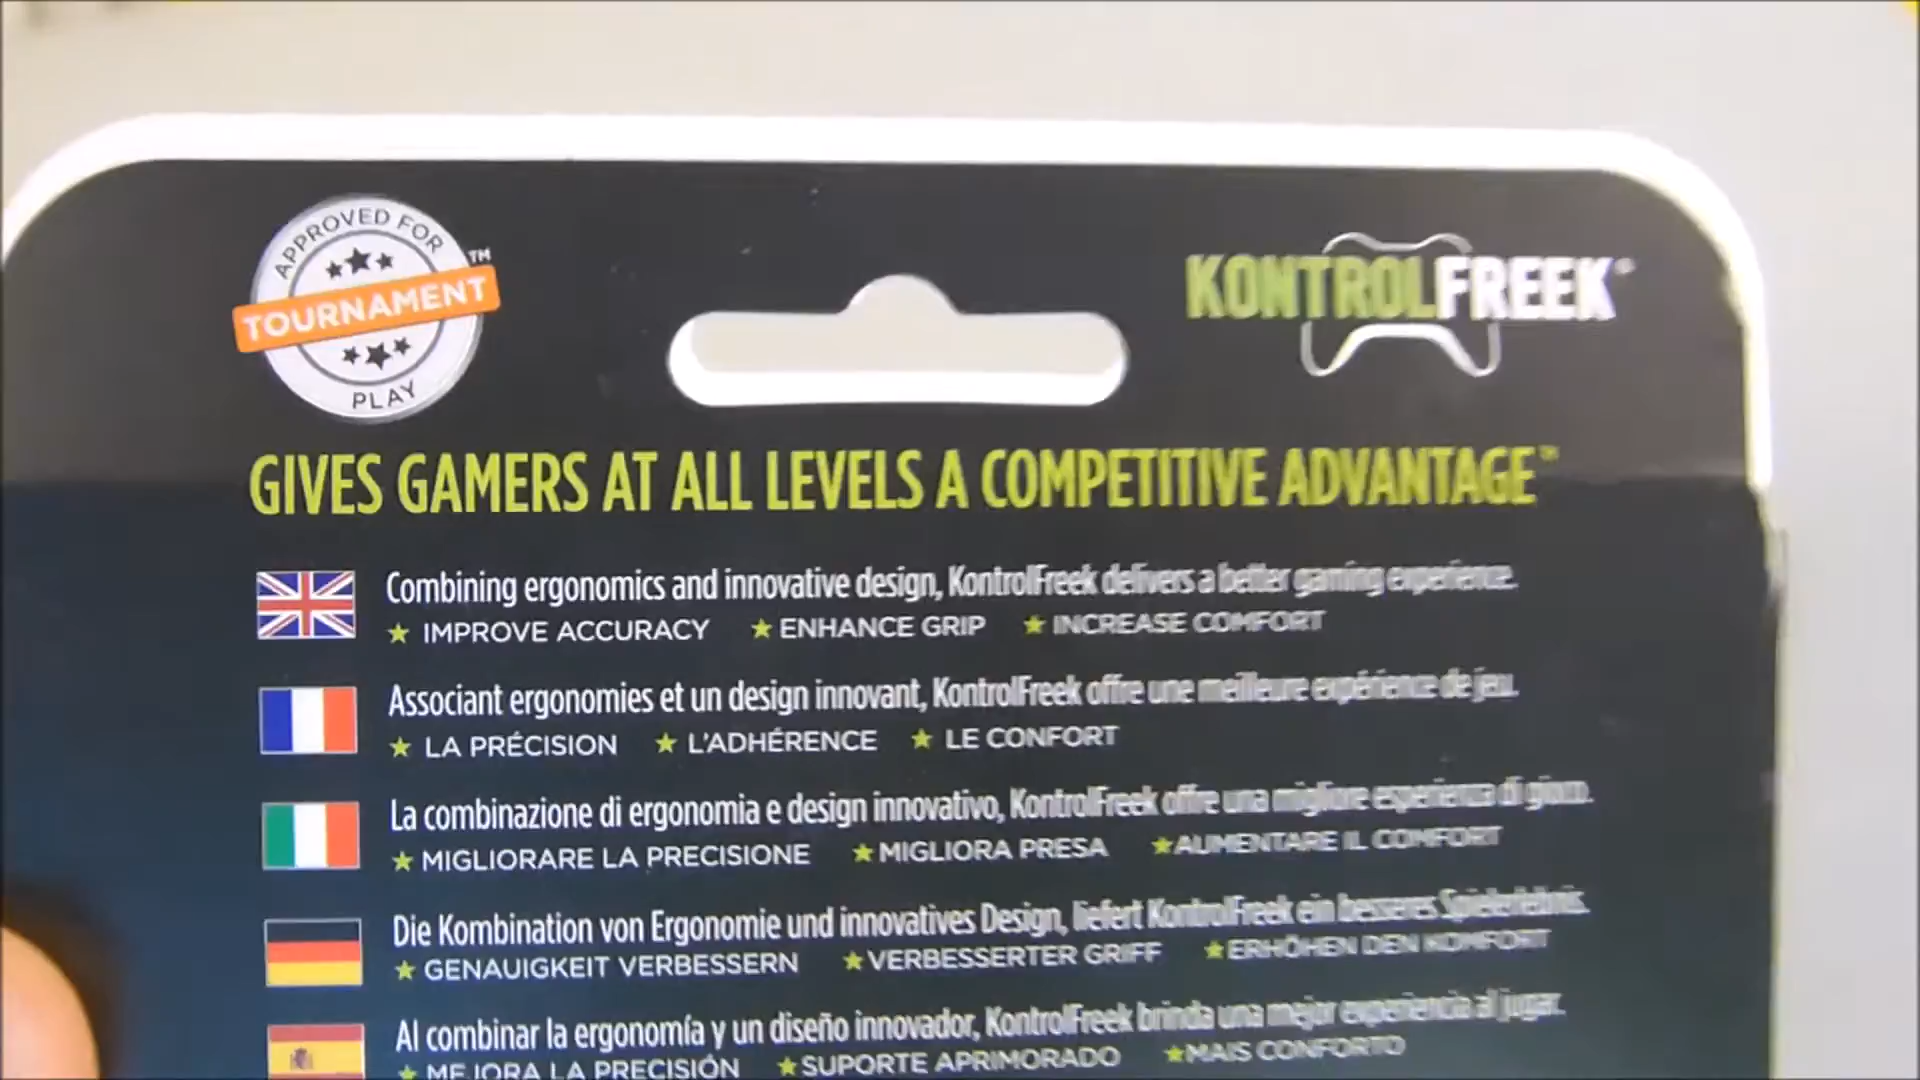 APPROVED FOR
TOURNAMENT™
PLAY
KONTROLFREEK
GIVES GAMERS AT ALL LEVELS A COMPETITIVE ADVANTAGE™
Combining ergonomics and innovative design, KontrolFreek delivers a better gaming experience.
★ IMPROVE ACCURACY ★ ENHANCE GRIP ★ INCREASE COMFORT
Associant ergonomies et un design innovant, KontrolFreek offre une meilleure expérience de jeu.
★ LA PRÉCISION ★ L'ADHÉRENCE ★ LE CONFORT
La combinazione di ergonomia e design innovativo, KontrolFreek offre una migliore esperienza di gioco.
★ MIGLIORARE LA PRECISIONE ★ MIGLIORA PRESA ★ AUMENTARE IL COMFORT
Die Kombination von Ergonomie und innovatives Design, liefert KontrolFreek ein besseres Spielerlebnis.
★ GENAUIGKEIT VERBESSERN ★ VERBESSERTER GRIFF ★ ERHÖHEN DEN KOMFORT
Al combinar la ergonomía y un diseño innovador, KontrolFreek brinda una mejor experiencia al jugar.
★ MEJORA LA PRECISIÓN ★ SUPORTE APRIMORADO ★ MAIS CONFORTO